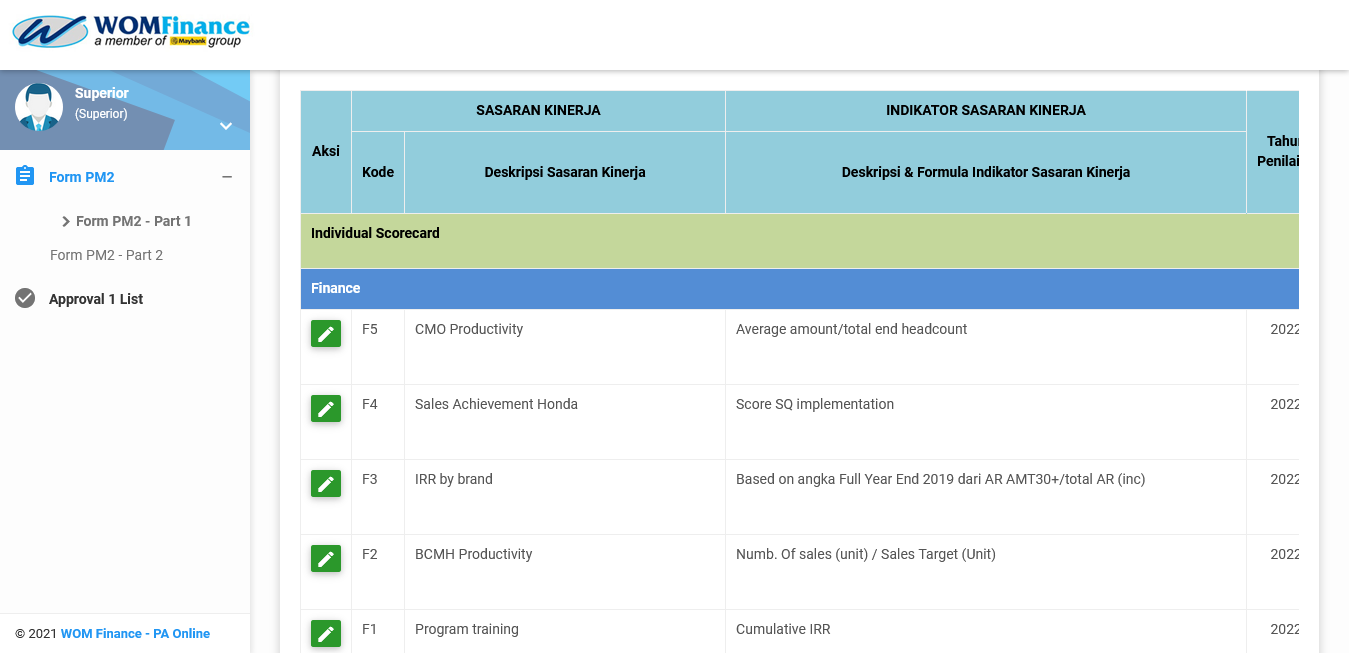 WOMFinance
a member of Maybank group
Superior
(Superior)
Form PM2
Form PM2 - Part 1
Form PM2 - Part 2
Approval 1 List
© 2021 WOM Finance - PA Online
Aksi
SASARAN KINERJA
INDIKATOR SASARAN KINERJA
Kode
Deskripsi Sasaran Kinerja
Deskripsi & Formula Indikator Sasaran Kinerja
Individual Scorecard
Finance
F5 CMO Productivity Average amount/total end headcount 2022
F4 Sales Achievement Honda Score SQ implementation 2022
F3 IRR by brand Based on angka Full Year End 2019 dari AR AMT30+/total AR (inc) 2022
F2 BCMH Productivity Numb. Of sales (unit) / Sales Target (Unit) 2022
F1 Program training Cumulative IRR 2022